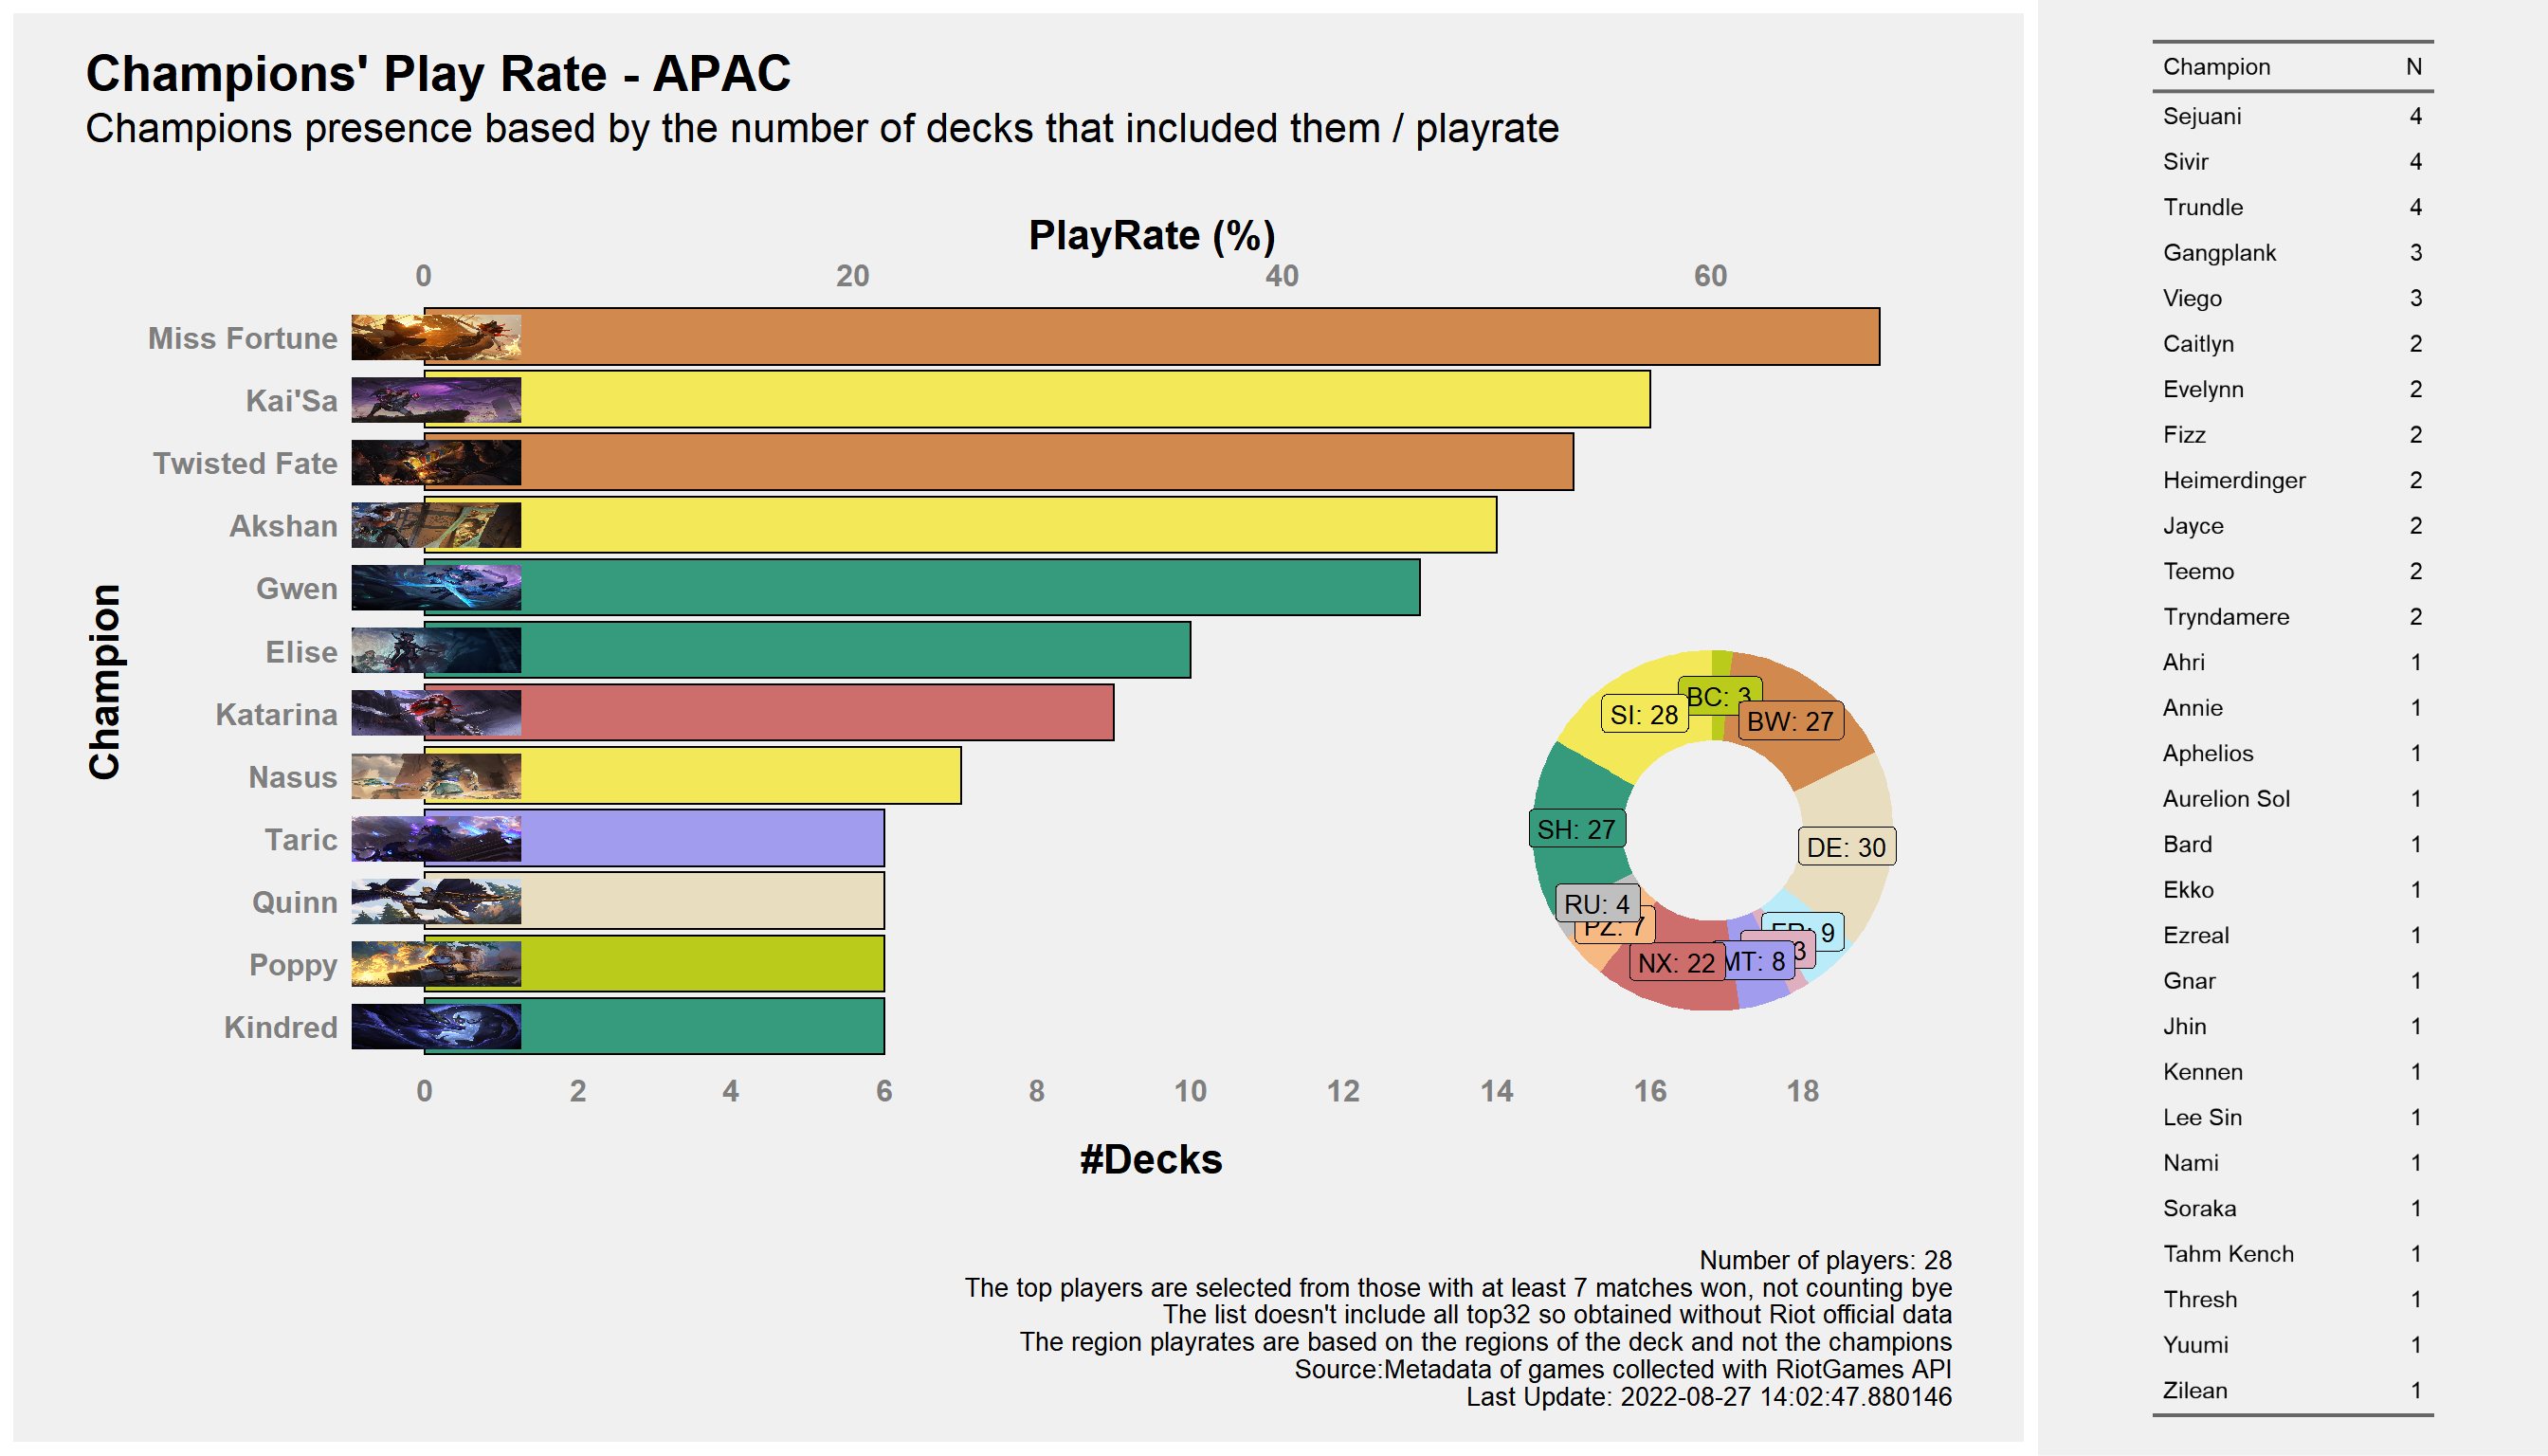 Champions' Play Rate - APAC
Champions presence based by the number of decks that included them / playrate
PlayRate (%)
0 20 40 60
Champion
Miss Fortune
Kai'Sa
Twisted Fate
Akshan
Gwen
Elise
Katarina
Nasus
Taric
Quinn
Poppy
Kindred
0 2 4 6 8 10 12 14 16 18
#Decks
BC: 3
SI: 28
BW: 27
SH: 27
DE: 30
RU: 4
PZ: 7
9
3
NX: 22
MT: 8
Number of players: 28
The top players are selected from those with at least 7 matches won, not counting bye
The list doesn't include all top32 so obtained without Riot official data
The region playrates are based on the regions of the deck and not the champions
Source:Metadata of games collected with RiotGames API
Last Update: 2022-08-27 14:02:47.880146
Champion N
Sejuani 4
Sivir 4
Trundle 4
Gangplank 3
Viego 3
Caitlyn 2
Evelynn 2
Fizz 2
Heimerdinger 2
Jayce 2
Teemo 2
Tryndamere 2
Ahri 1
Annie 1
Aphelios 1
Aurelion Sol 1
Bard 1
Ekko 1
Ezreal 1
Gnar 1
Jhin 1
Kennen 1
Lee Sin 1
Nami 1
Soraka 1
Tahm Kench 1
Thresh 1
Yuumi 1
Zilean 1